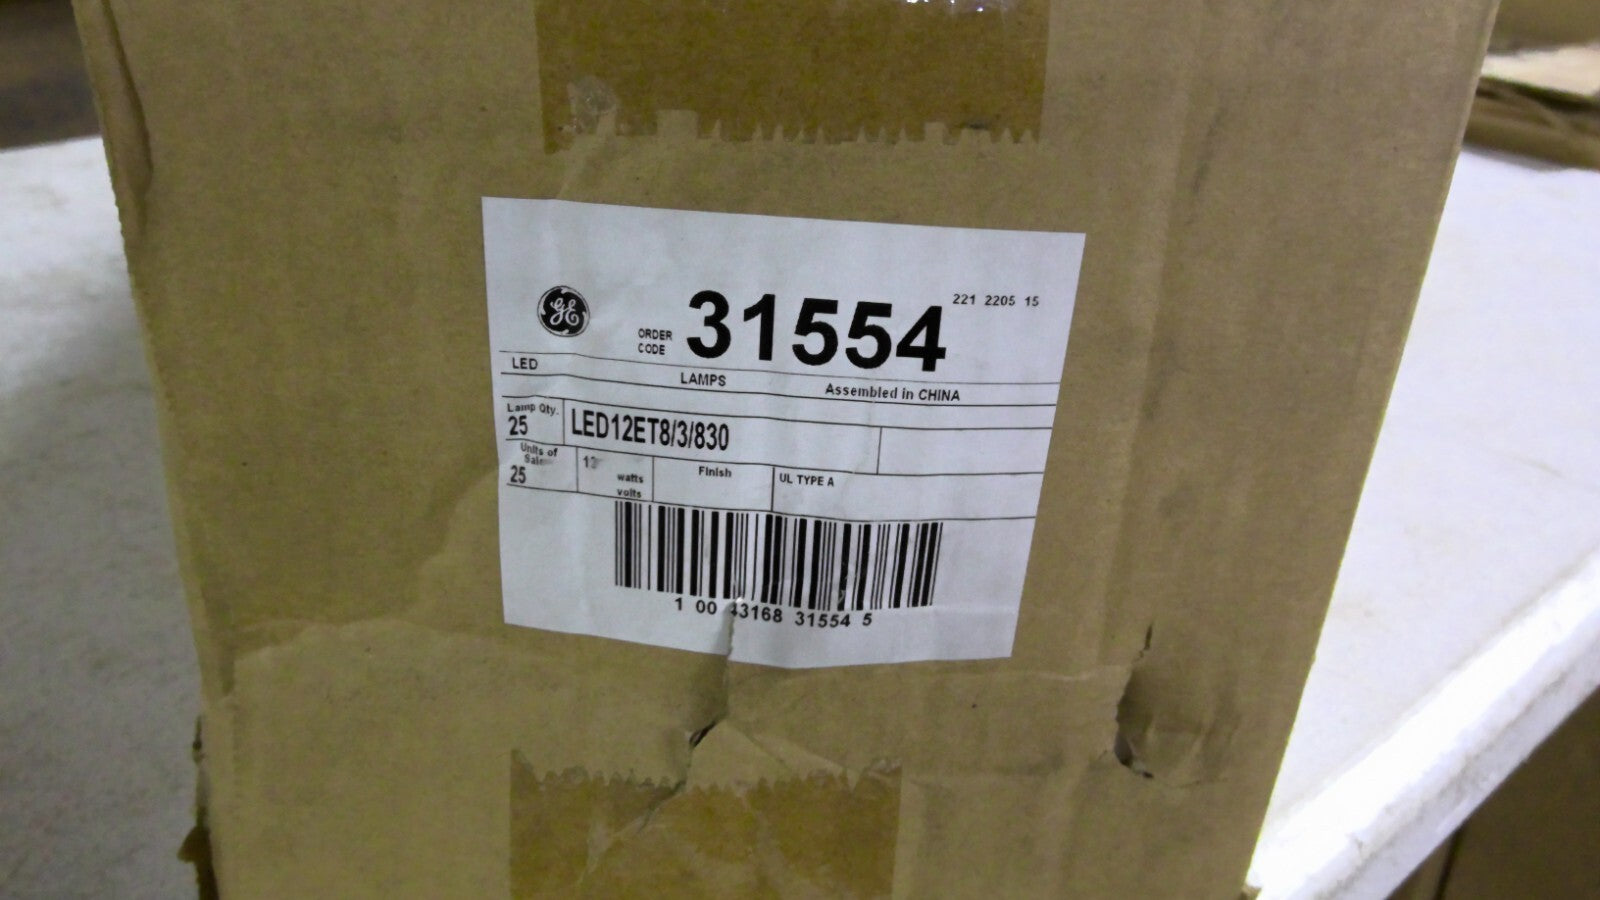 GE
ORDER CODE 31554 221 2205 15
LED LAMPS Assembled in CHINA
Lamp Qty. 25 LED12ET8/3/830
Units of Sale 25 watts volts Finish UL TYPE A
1 00 43168 31554 5